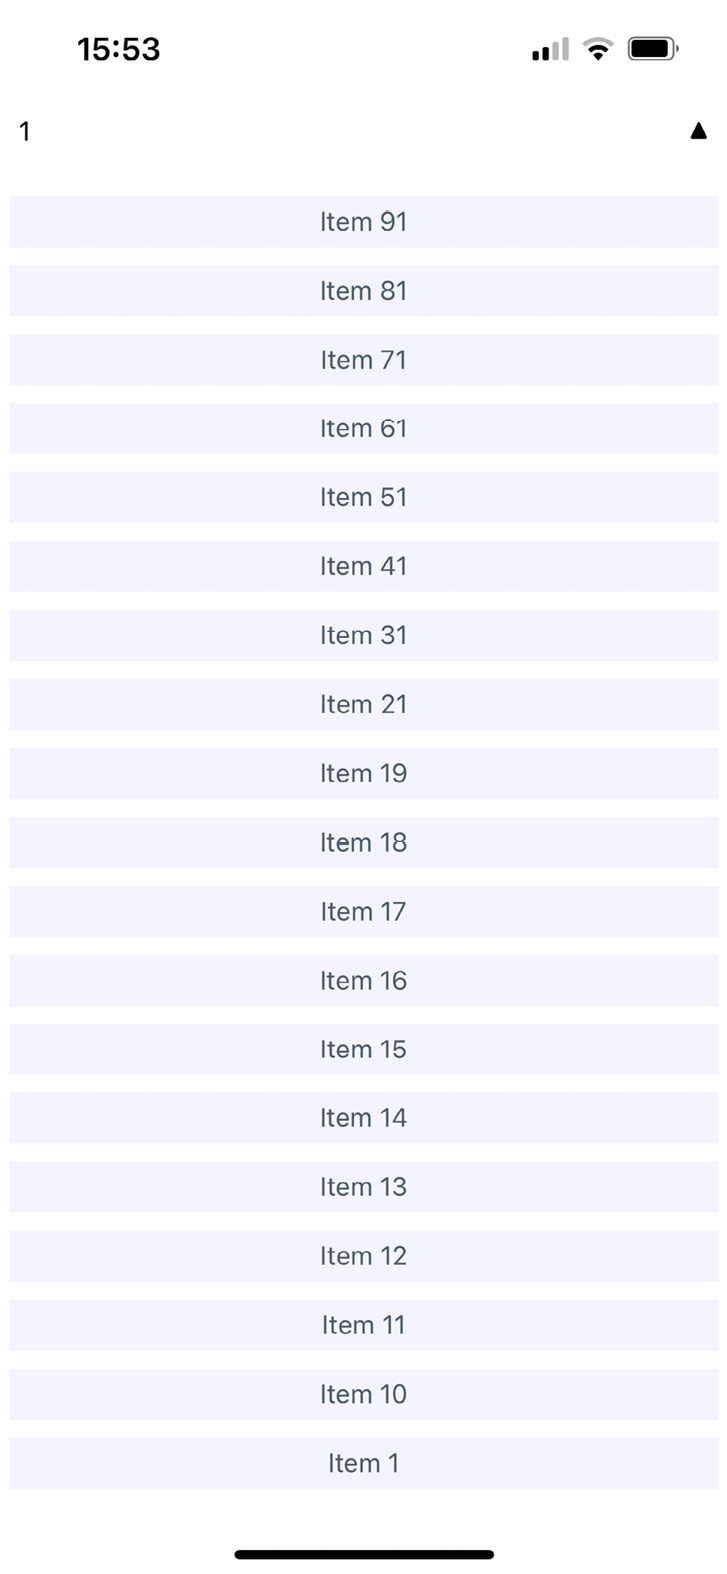 15:53
1 ▲
Item 91
Item 81
Item 71
Item 61
Item 51
Item 41
Item 31
Item 21
Item 19
Item 18
Item 17
Item 16
Item 15
Item 14
Item 13
Item 12
Item 11
Item 10
Item 1